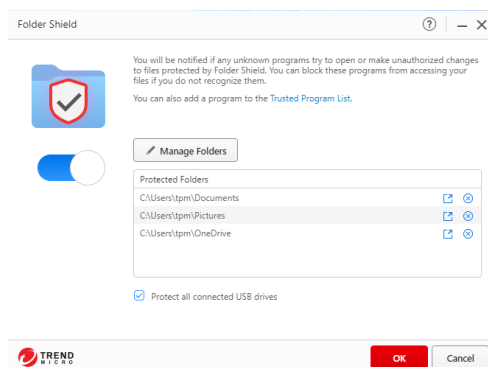 Folder Shield
You will be notified if any unknown programs try to open or make unauthorized changes
to files protected by Folder Shield. You can block these programs from accessing your
files if you do not recognize them.
You can also add a program to the Trusted Program List.
Manage Folders
Protected Folders
C:\Users\tpm\Documents
C:\Users\tpm\Pictures
C:\Users\tpm\OneDrive
Protect all connected USB drives
TREND
MICRO
OK
Cancel